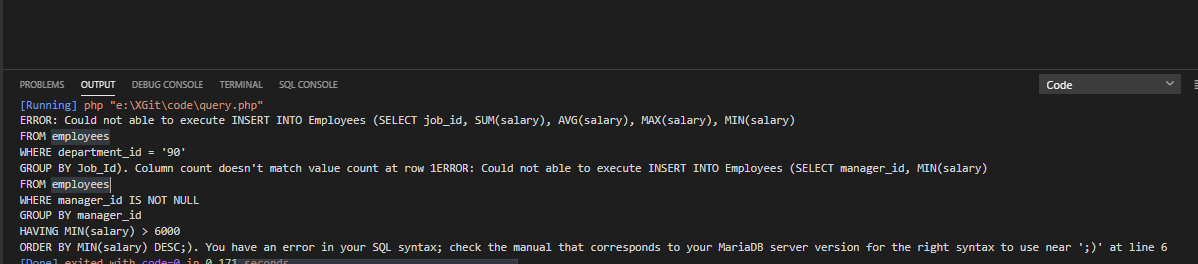 PROBLEMS OUTPUT DEBUG CONSOLE TERMINAL SQL CONSOLE Code
[Running] php "e:\XGit\code\query.php"
ERROR: Could not able to execute INSERT INTO Employees (SELECT job_id, SUM(salary), AVG(salary), MAX(salary), MIN(salary)
FROM employees
WHERE department_id = '90'
GROUP BY Job_Id). Column count doesn't match value count at row 1ERROR: Could not able to execute INSERT INTO Employees (SELECT manager_id, MIN(salary)
FROM employees
WHERE manager_id IS NOT NULL
GROUP BY manager_id
HAVING MIN(salary) > 6000
ORDER BY MIN(salary) DESC;). You have an error in your SQL syntax; check the manual that corresponds to your MariaDB server version for the right syntax to use near ';)' at line 6
[Done] exited with code=0 in 0.171 seconds